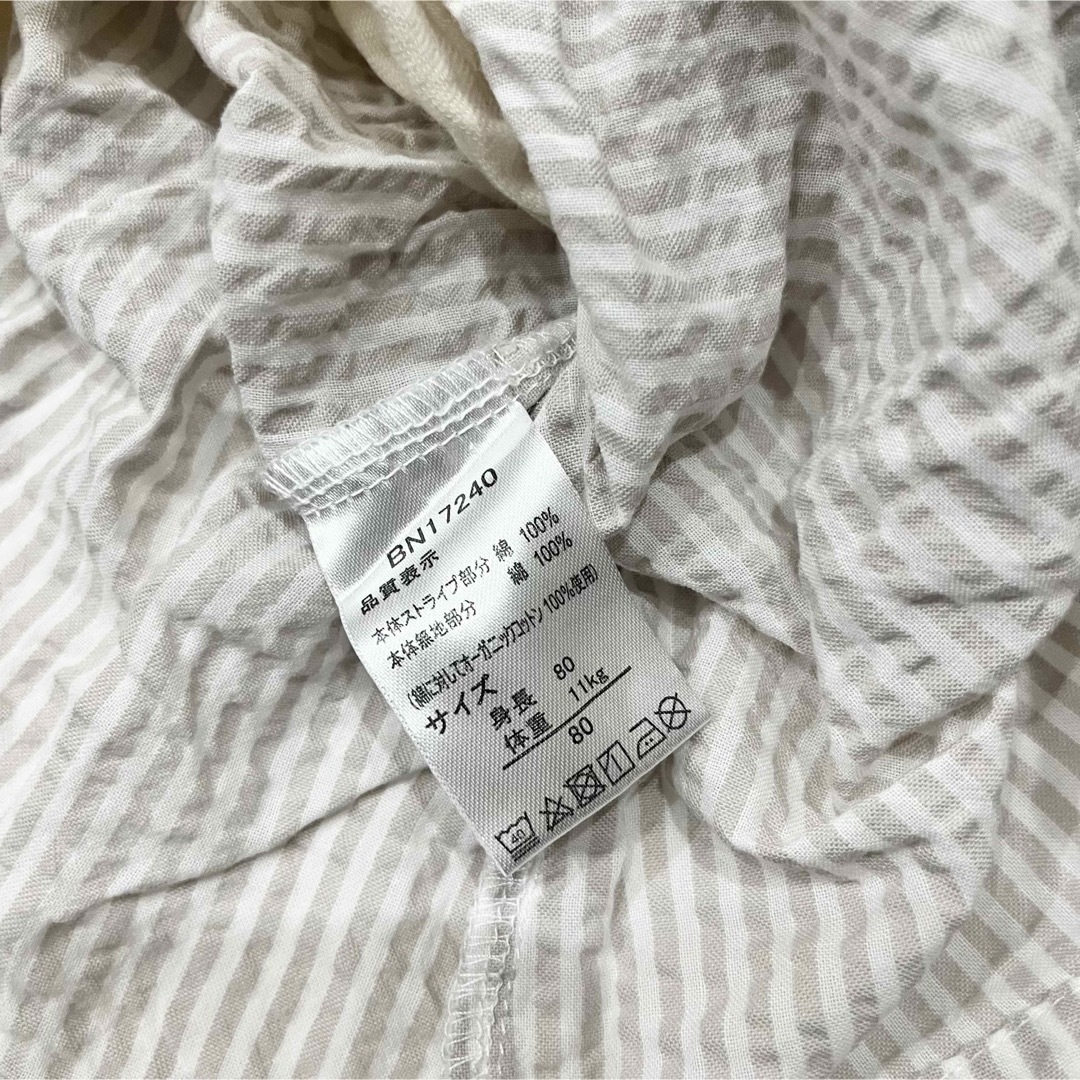 BN17240
品質表示
本体ストライプ部分 綿 100%
本体無地部分 綿 100%
(綿に対してオーガニックコットン100%使用)
サイズ
身長 80
体重 11kg
80
40